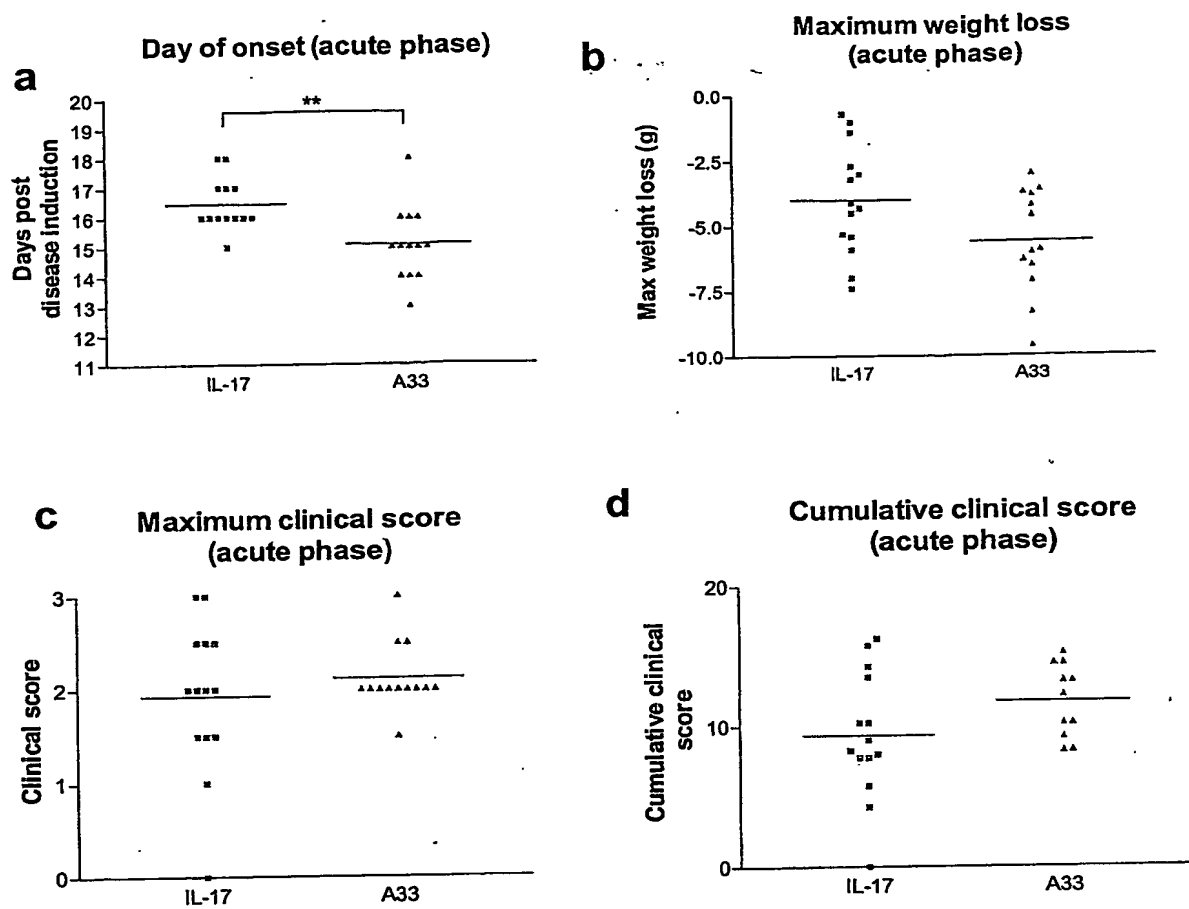 a
Day of onset (acute phase)
Days post
disease induction
**
20
19
18
17
16
15
14
13
12
11
IL-17
A33
b
Maximum weight loss
(acute phase)
Max weight loss (g)
0.0
-2.5
-5.0
-7.5
-10.0
IL-17
A33
c
Maximum clinical score
(acute phase)
Clinical score
3
2
1
0
IL-17
A33
d
Cumulative clinical score
(acute phase)
Cumulative clinical
score
20
10
0
IL-17
A33